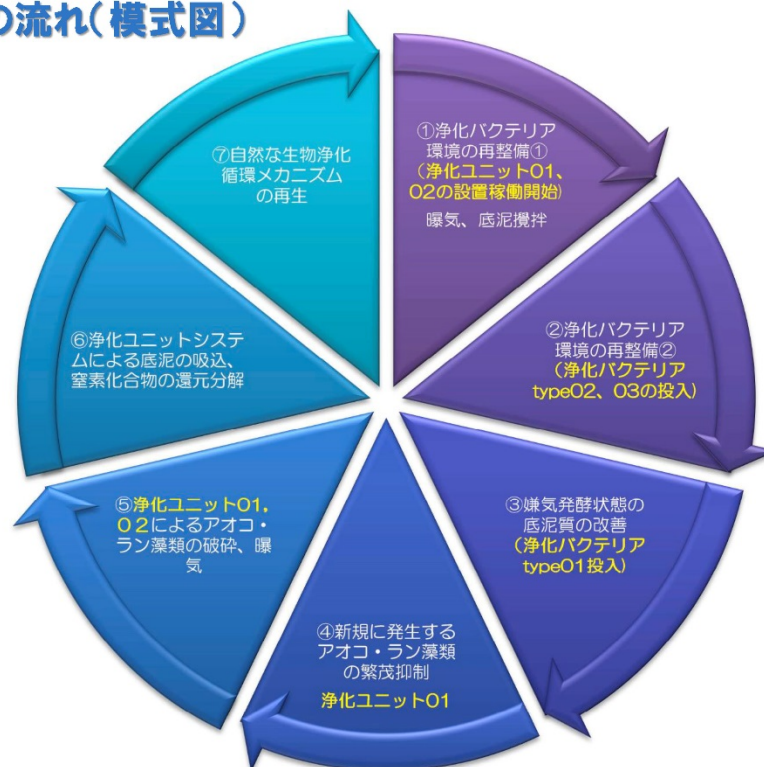 の流れ(模式図)
①浄化バクテリア
環境の再整備①
(浄化ユニット01、
02の設置稼働開始)
曝気、底泥攪拌
②浄化バクテリア
環境の再整備②
(浄化バクテリア
type02、03の投入)
③嫌気発酵状態の
底泥質の改善
(浄化バクテリア
type01投入)
④新規に発生する
アオコ・ラン藻類
の繁茂抑制
浄化ユニット01
⑤浄化ユニット01,
02によるアオコ・
ラン藻類の破砕、曝
気
⑥浄化ユニットシステ
ムによる底泥の吸込、
窒素化合物の還元分解
⑦自然な生物浄化
循環メカニズム
の再生